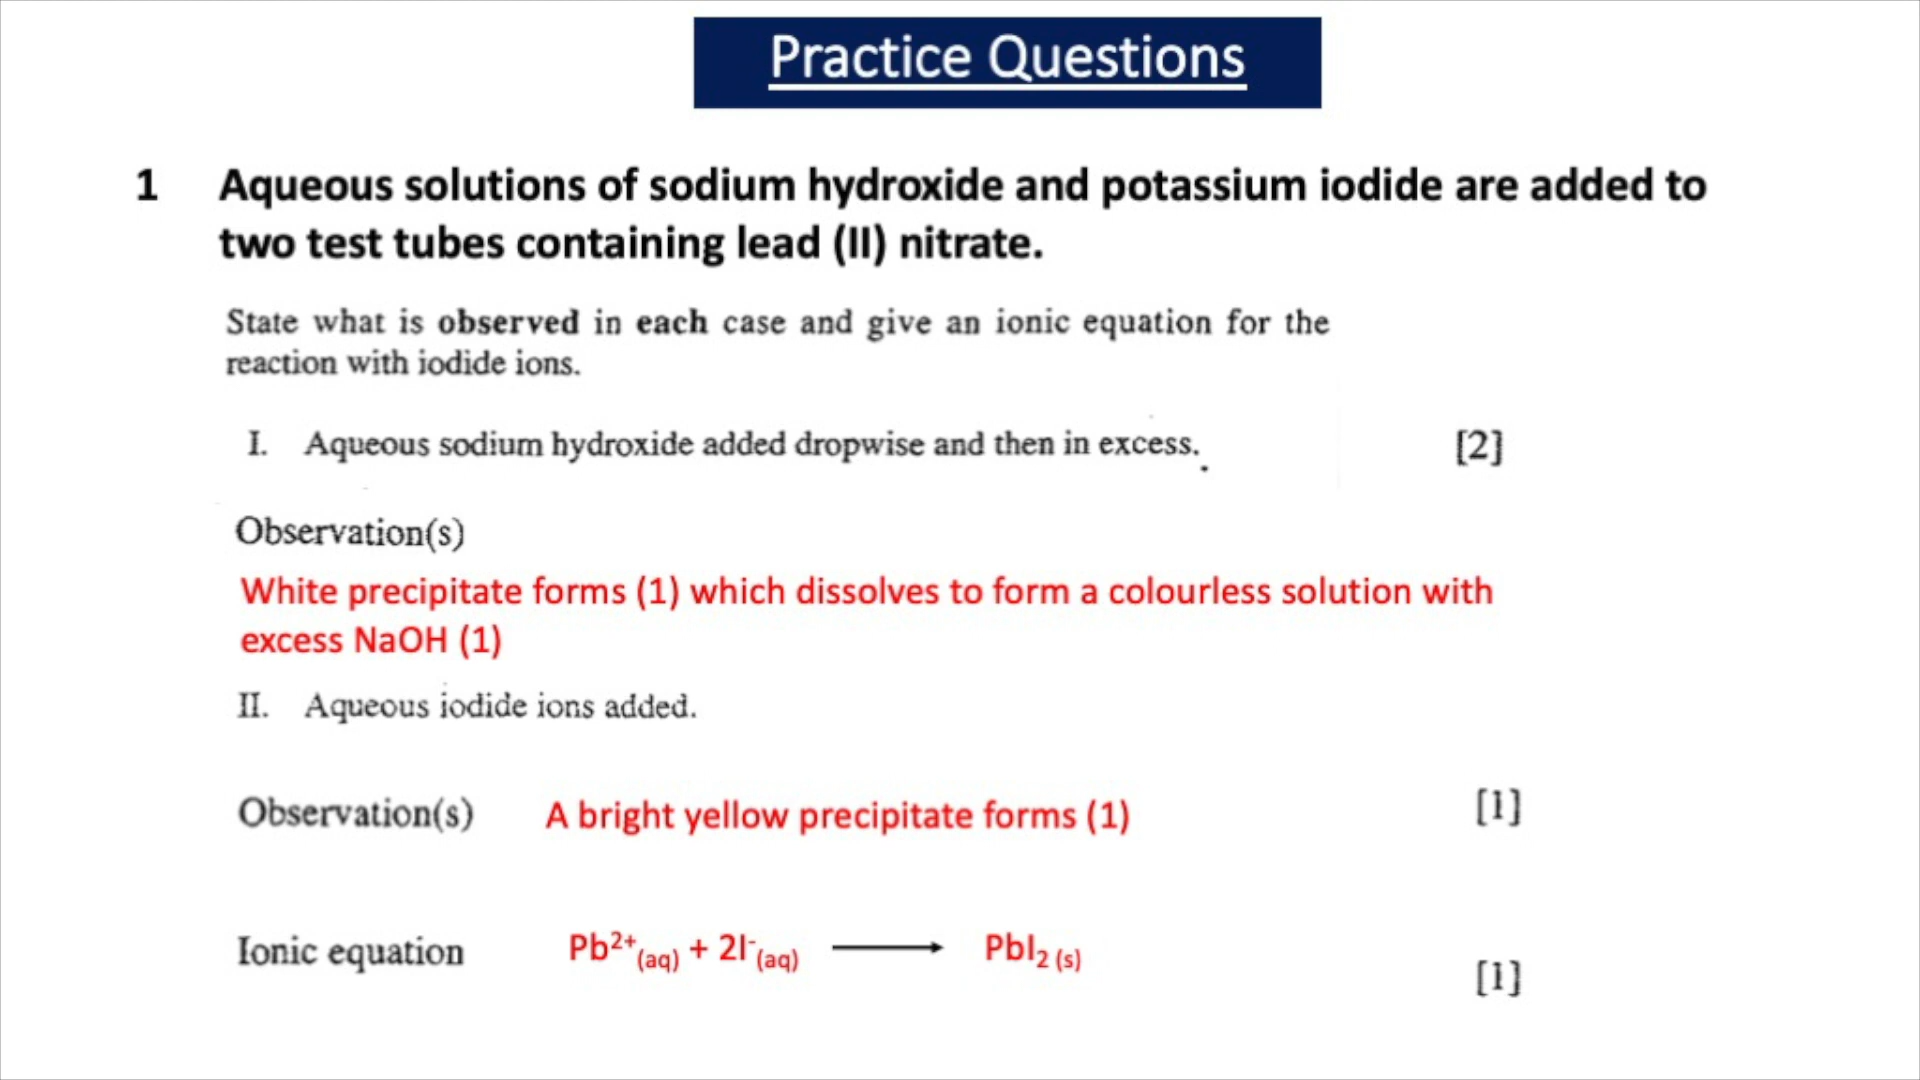 Practice Questions
1 Aqueous solutions of sodium hydroxide and potassium iodide are added to
two test tubes containing lead (II) nitrate.
State what is observed in each case and give an ionic equation for the
reaction with iodide ions.
I. Aqueous sodium hydroxide added dropwise and then in excess. [2]
Observation(s)
White precipitate forms (1) which dissolves to form a colourless solution with
excess NaOH (1)
II. Aqueous iodide ions added.
Observation(s) A bright yellow precipitate forms (1) [1]
Ionic equation Pb²⁺(aq) + 2I⁻(aq) ⟶ PbI₂ (s)
[1]